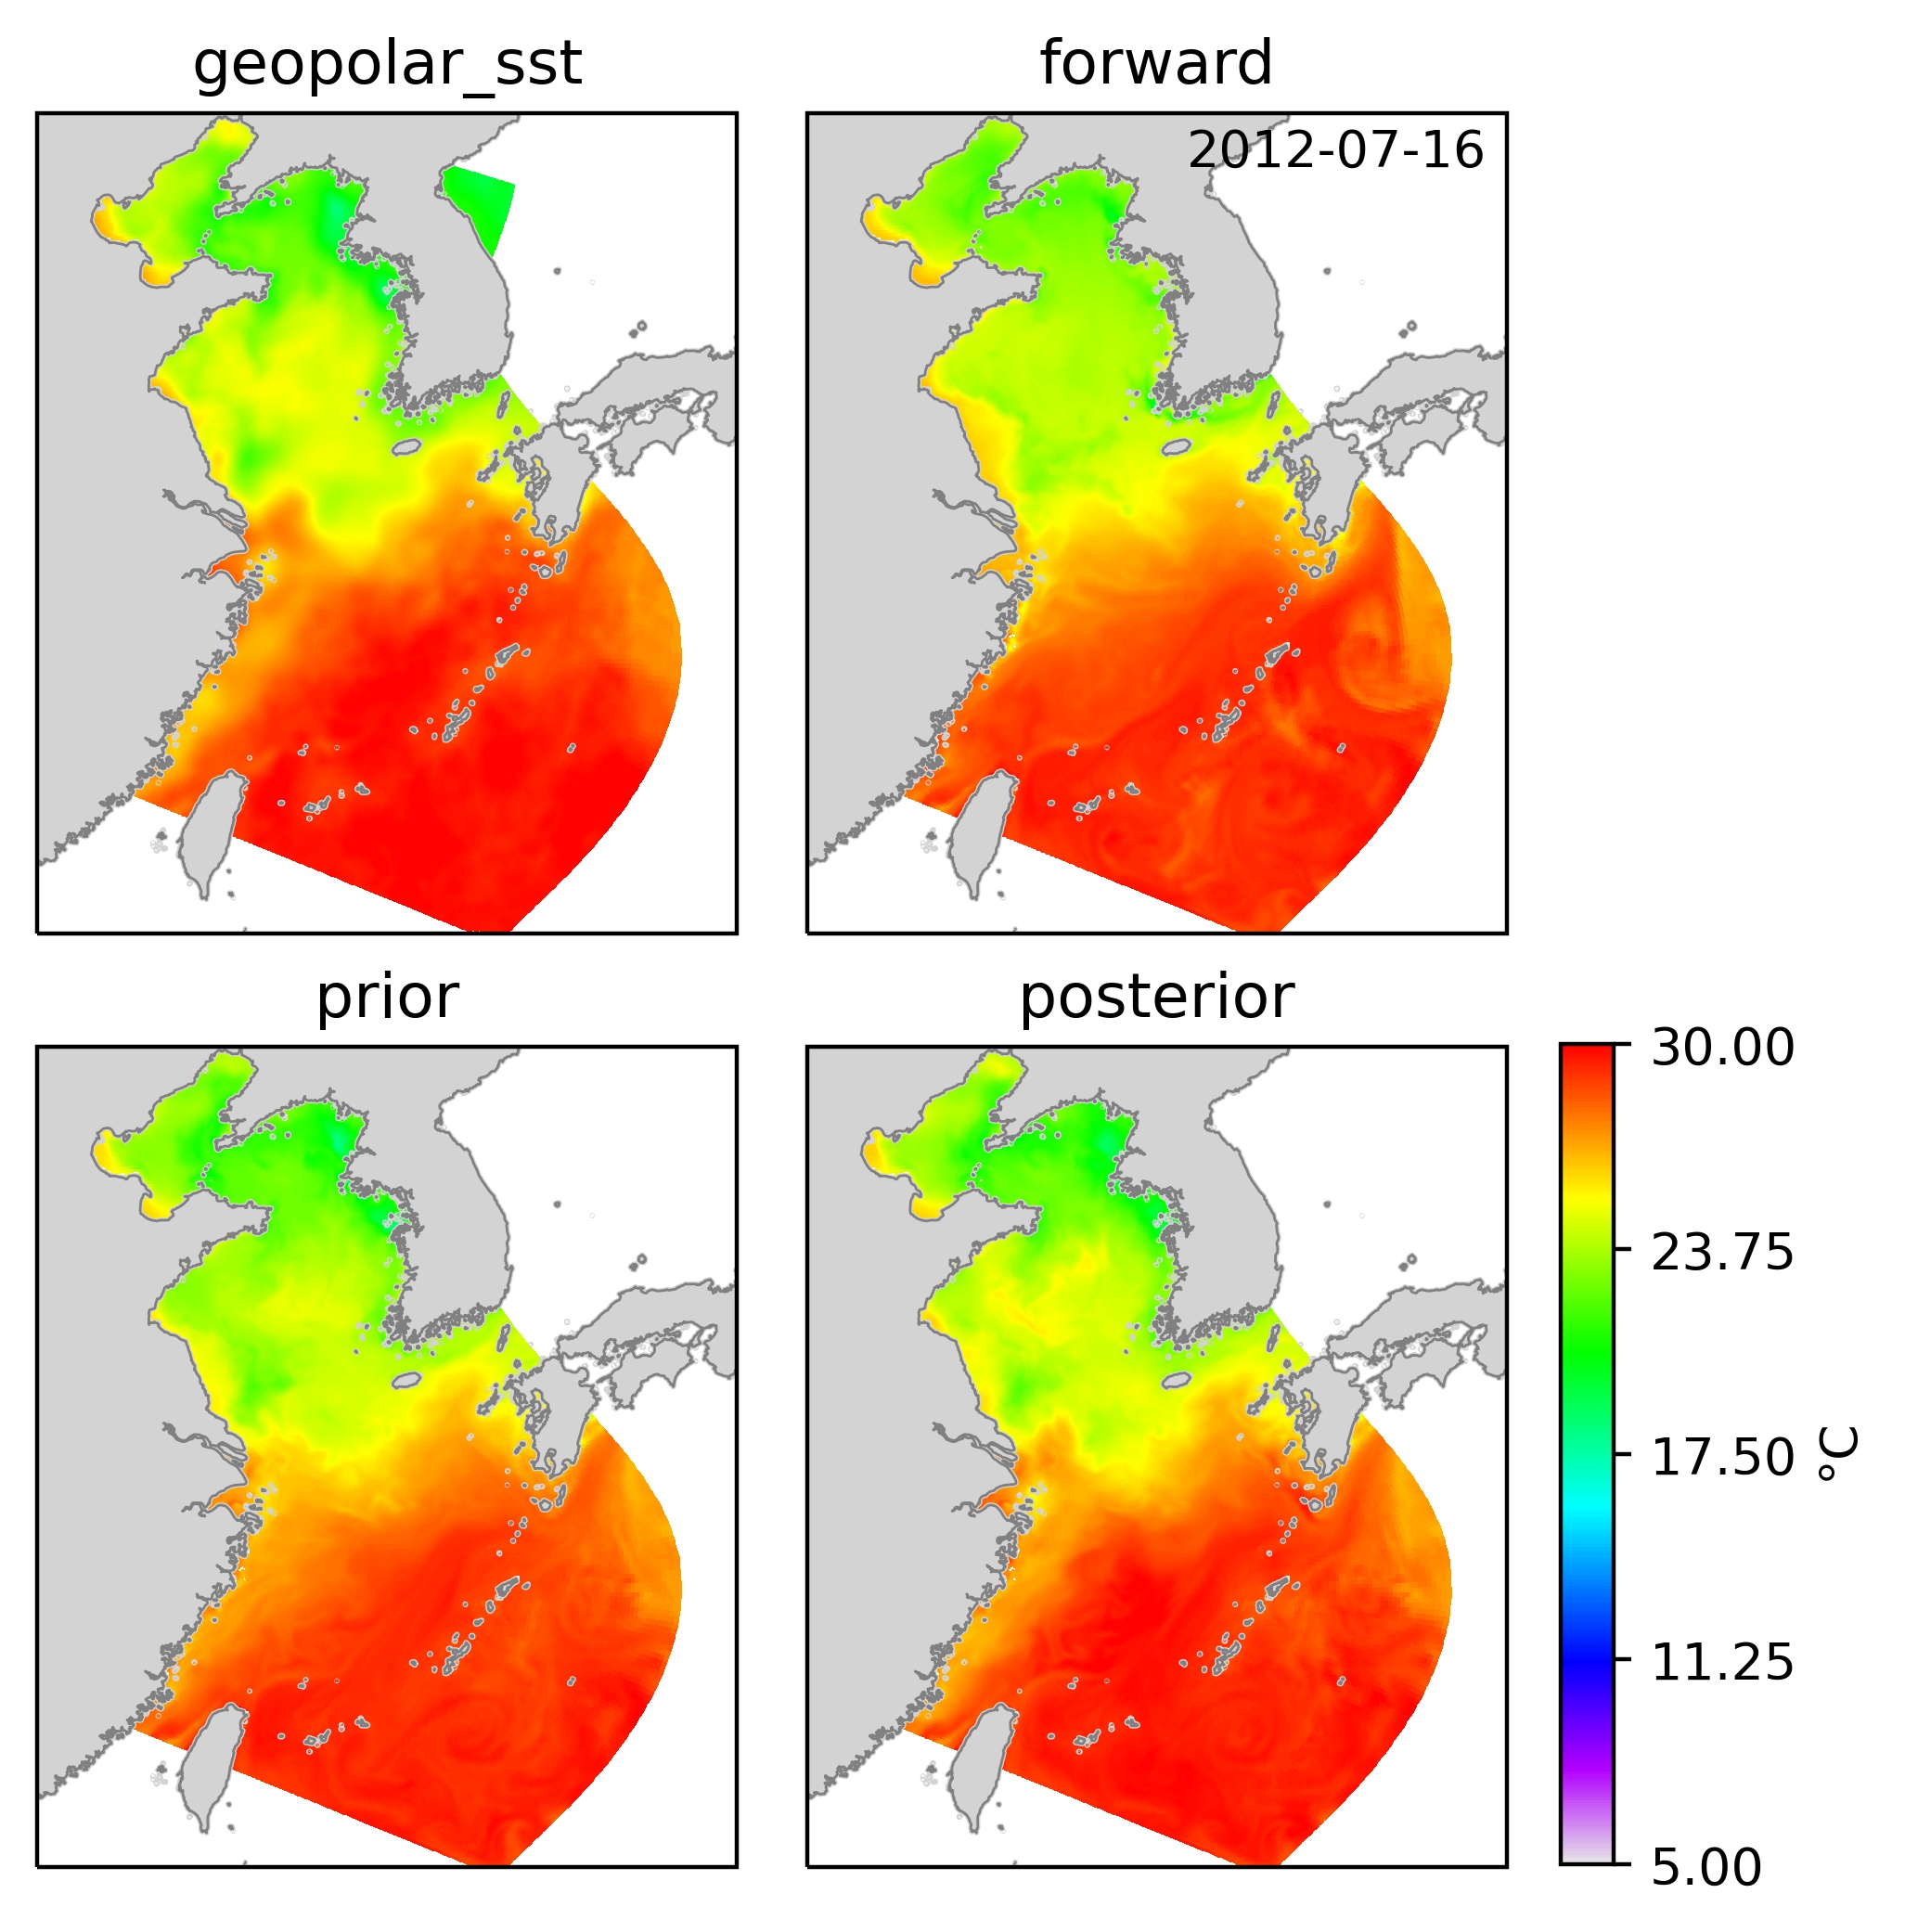 geopolar_sst
forward
2012-07-16
prior
posterior
30.00
23.75
17.50
11.25
5.00
°C